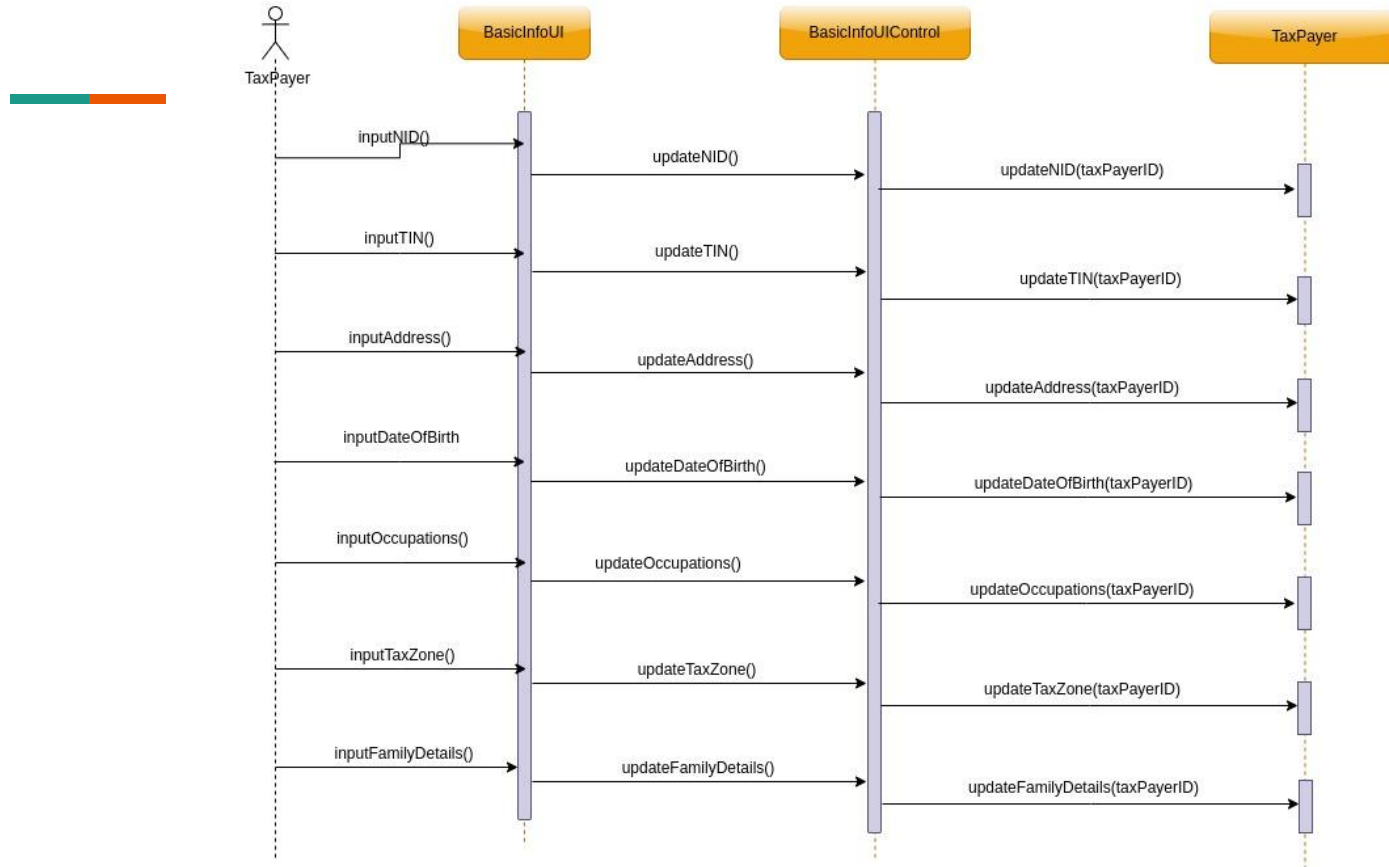 BasicInfoUI
BasicInfoUIControl
TaxPayer
TaxPayer
inputNID()
updateNID()
updateNID(taxPayerID)
inputTIN()
updateTIN()
updateTIN(taxPayerID)
inputAddress()
updateAddress()
updateAddress(taxPayerID)
inputDateOfBirth
updateDateOfBirth()
updateDateOfBirth(taxPayerID)
inputOccupations()
updateOccupations()
updateOccupations(taxPayerID)
inputTaxZone()
updateTaxZone()
updateTaxZone(taxPayerID)
inputFamilyDetails()
updateFamilyDetails()
updateFamilyDetails(taxPayerID)